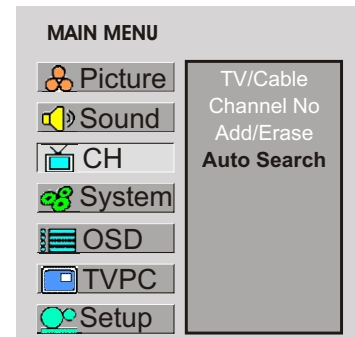 MAIN MENU
Picture
Sound
CH
System
OSD
TVPC
Setup
TV/Cable
Channel No
Add/Erase
Auto Search